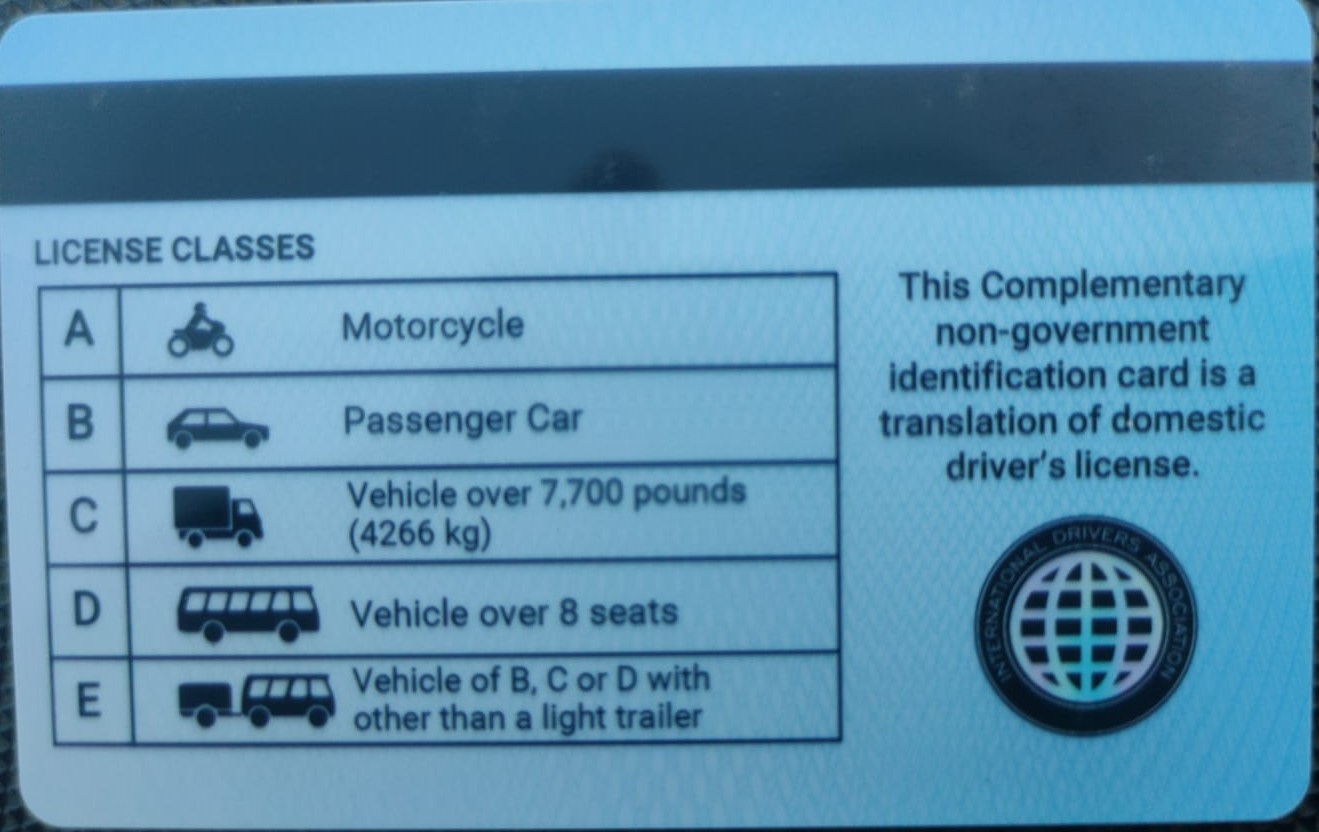 LICENSE CLASSES
A Motorcycle
B Passenger Car
C Vehicle over 7,700 pounds
(4266 kg)
D Vehicle over 8 seats
E Vehicle of B, C or D with
other than a light trailer
This Complementary
non-government
identification card is a
translation of domestic
driver's license.
INTERNATIONAL DRIVERS ASSOCIATION